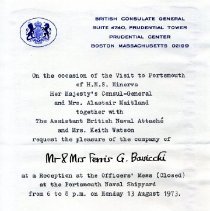 BRITISH CONSULATE GENERAL
SUITE 4740, PRUDENTIAL TOWER
PRUDENTIAL CENTER
BOSTON MASSACHUSETTS 02199
On the occasion of the Visit to Portsmouth
of H.M.S. Minerva
Her Majesty's Consul-General
and Mrs. Alastair Maitland
together with
The Assistant British Naval Attaché
and Mrs. Keith Watson
request the pleasure of the company of
Mr & Mrs Ferris G. Bavicchi
at a Reception at the Officers' Mess (Closed)
at the Portsmouth Naval Shipyard
from 6 to 8 p.m. on Monday 13 August 1973.